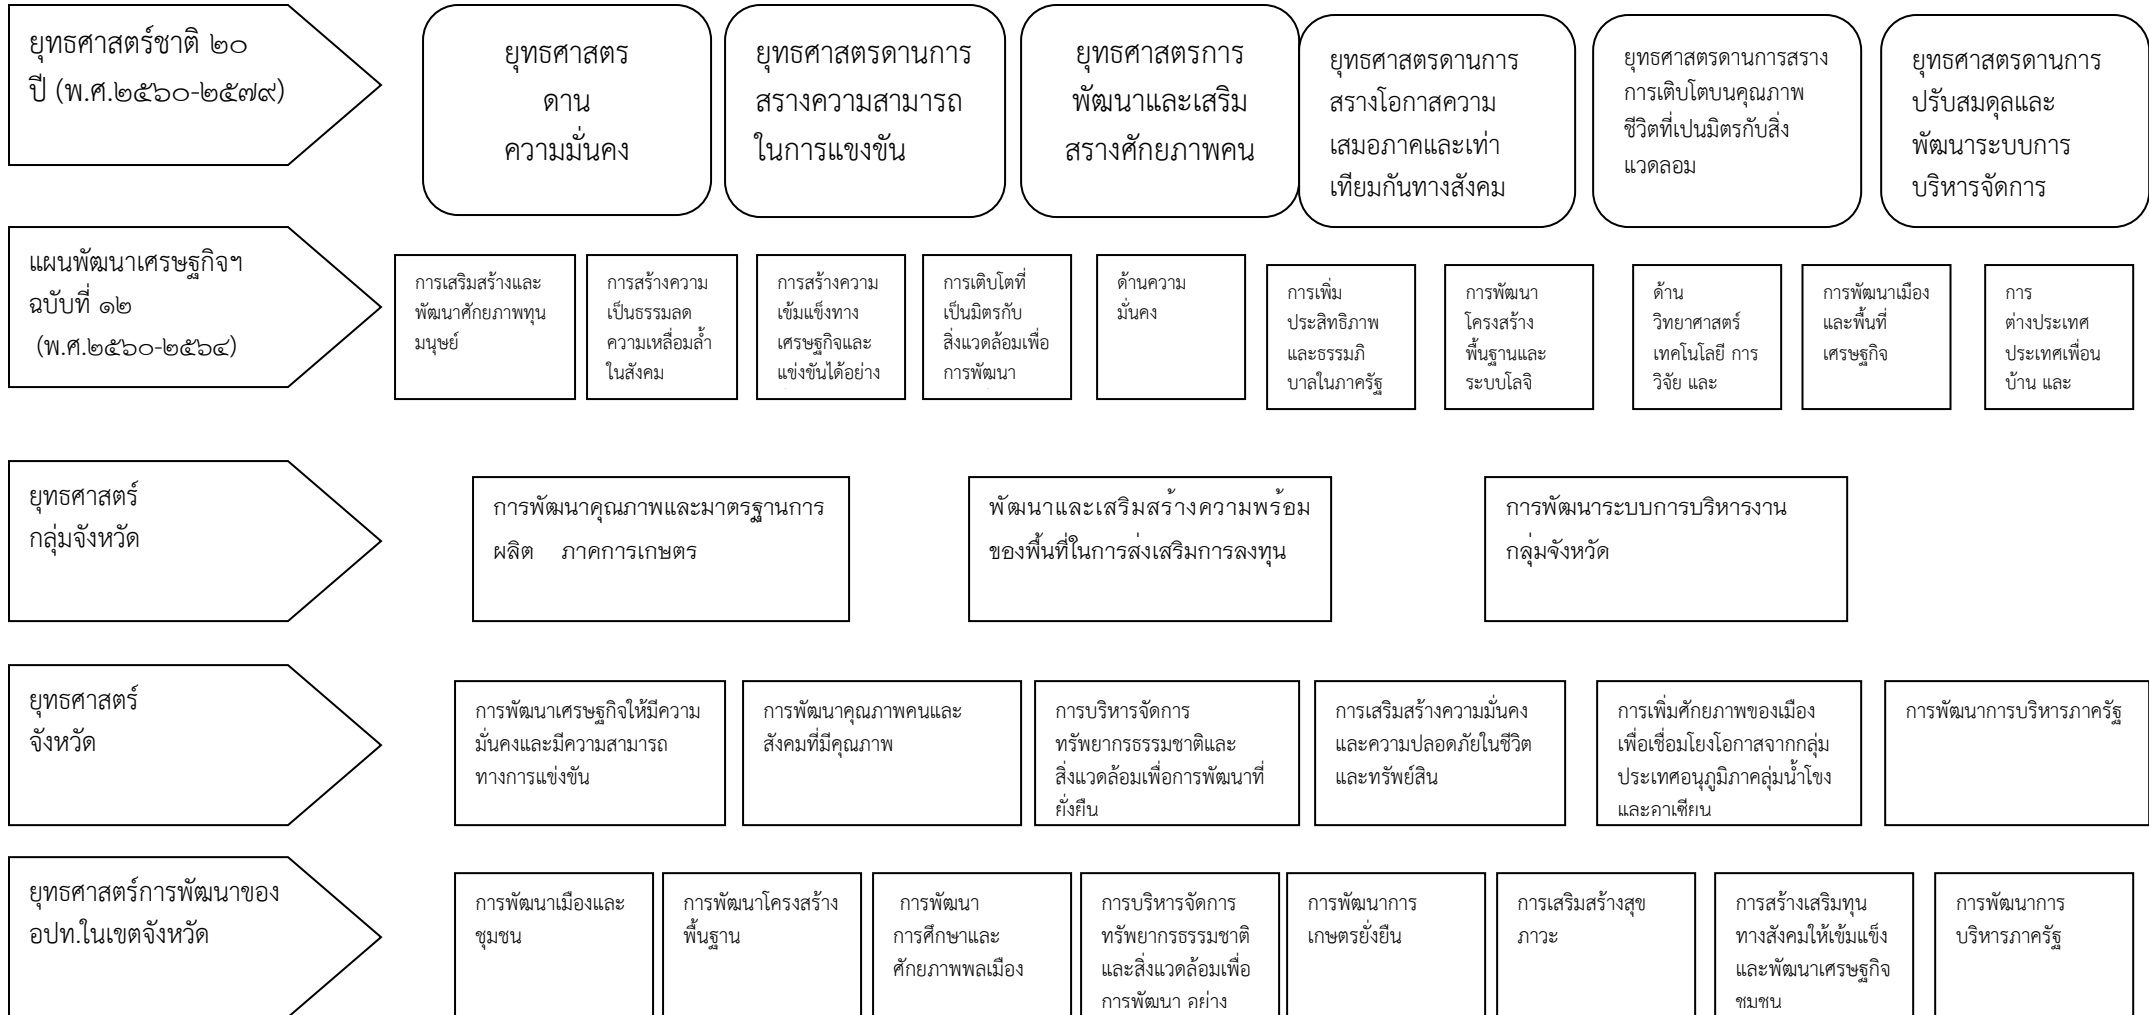 ยุทธศาสตร์ชาติ ๒๐
ปี (พ.ศ.๒๕๖๐-๒๕๗๙)
ยุทธศาสตร
ดาน
ความมั่นคง
ยุทธศาสตรดานการ
สรางความสามารถ
ในการแขงขัน
ยุทธศาสตรการ
พัฒนาและเสริม
สรางศักยภาพคน
ยุทธศาสตรดานการ
สรางโอกาสความ
เสมอภาคและเท่า
เทียมกันทางสังคม
ยุทธศาสตรดานการสราง
การเติบโตบนคุณภาพ
ชีวิตที่เปนมิตรกับสิ่ง
แวดลอม
ยุทธศาสตรดานการ
ปรับสมดุลและ
พัฒนาระบบการ
บริหารจัดการ
แผนพัฒนาเศรษฐกิจฯ
ฉบับที่ ๑๒
(พ.ศ.๒๕๖๐-๒๕๖๔)
การเสริมสร้างและ
พัฒนาศักยภาพทุน
มนุษย์
การสร้างความ
เป็นธรรมลด
ความเหลื่อมล้ำ
ในสังคม
การสร้างความ
เข้มแข็งทาง
เศรษฐกิจและ
แข่งขันได้อย่าง
การเติบโตที่
เป็นมิตรกับ
สิ่งแวดล้อมเพื่อ
การพัฒนา
ด้านความ
มั่นคง
การเพิ่ม
ประสิทธิภาพ
และธรรมภิ
บาลในภาครัฐ
การพัฒนา
โครงสร้าง
พื้นฐานและ
ระบบโลจิ
ด้าน
วิทยาศาสตร์
เทคโนโลยี การ
วิจัย และ
การพัฒนาเมือง
และพื้นที่
เศรษฐกิจ
การ
ต่างประเทศ
ประเทศเพื่อน
บ้าน และ
ยุทธศาสตร์
กลุ่มจังหวัด
การพัฒนาคุณภาพและมาตรฐานการ
ผลิต ภาคการเกษตร
พัฒนาและเสริมสร้างความพร้อม
ของพื้นที่ในการส่งเสริมการลงทุน
การพัฒนาระบบการบริหารงาน
กลุ่มจังหวัด
ยุทธศาสตร์
จังหวัด
การพัฒนาเศรษฐกิจให้มีความ
มั่นคงและมีความสามารถ
ทางการแข่งขัน
การพัฒนาคุณภาพคนและ
สังคมที่มีคุณภาพ
การบริหารจัดการ
ทรัพยากรธรรมชาติและ
สิ่งแวดล้อมเพื่อการพัฒนาที่
ยั่งยืน
การเสริมสร้างความมั่นคง
และความปลอดภัยในชีวิต
และทรัพย์สิน
การเพิ่มศักยภาพของเมือง
เพื่อเชื่อมโยงโอกาสจากกลุ่ม
ประเทศอนุภูมิภาคลุ่มน้ำโขง
และอาเซียน
การพัฒนาการบริหารภาครัฐ
ยุทธศาสตร์การพัฒนาของ
อปท.ในเขตจังหวัด
การพัฒนาเมืองและ
ชุมชน
การพัฒนาโครงสร้าง
พื้นฐาน
การพัฒนา
การศึกษาและ
ศักยภาพพลเมือง
การบริหารจัดการ
ทรัพยากรธรรมชาติ
และสิ่งแวดล้อมเพื่อ
การพัฒนา อย่าง
การพัฒนาการ
เกษตรยั่งยืน
การเสริมสร้างสุข
ภาวะ
การสร้างเสริมทุน
ทางสังคมให้เข้มแข็ง
และพัฒนาเศรษฐกิจ
ชุมชน
การพัฒนาการ
บริหารภาครัฐ